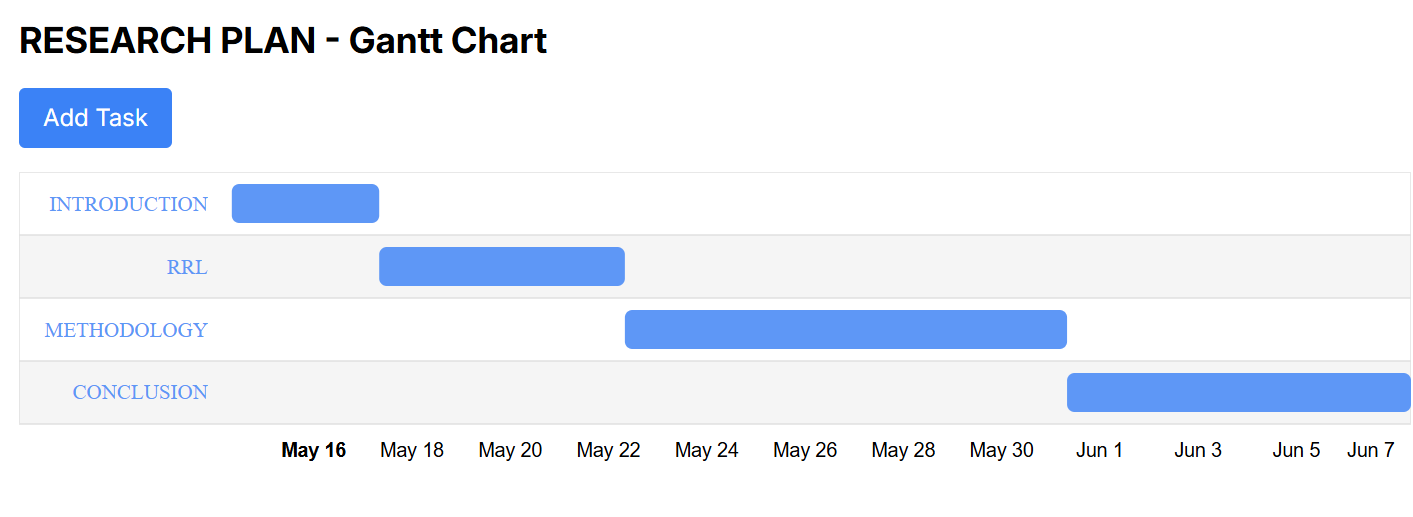 RESEARCH PLAN - Gantt Chart
Add Task
INTRODUCTION
RRL
METHODOLOGY
CONCLUSION
May 16 May 18 May 20 May 22 May 24 May 26 May 28 May 30 Jun 1 Jun 3 Jun 5 Jun 7